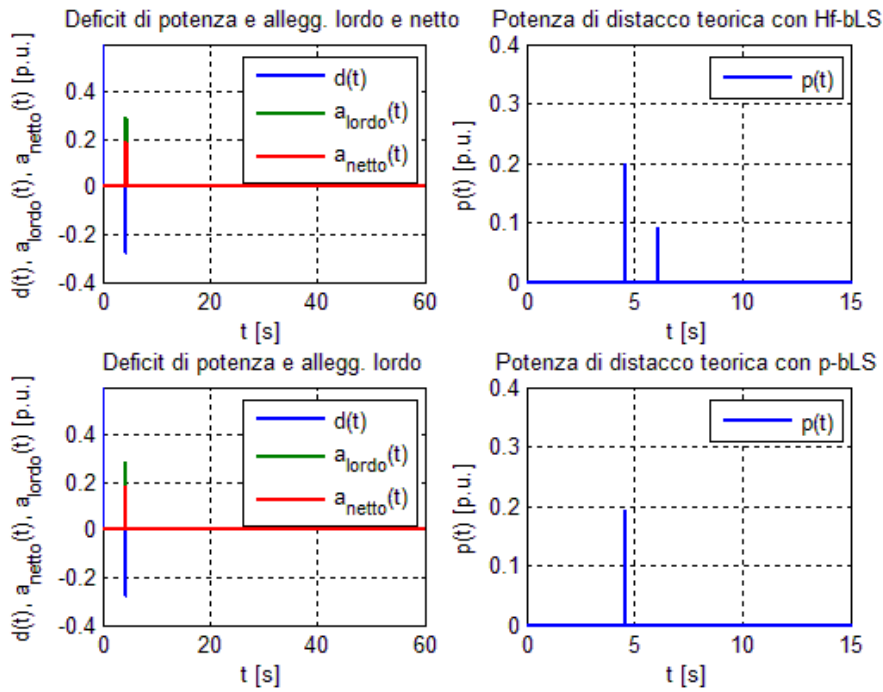 Deficit di potenza e allegg. lordo e netto
d(t), a_lordo(t), a_netto(t) [p.u.]
0.4
0.2
0
-0.2
-0.4
d(t)
a_lordo(t)
a_netto(t)
0
20
40
60
t [s]
Potenza di distacco teorica con Hf-bLS
p(t) [p.u.]
0.4
0.3
0.2
0.1
0
p(t)
0
5
10
15
t [s]
Deficit di potenza e allegg. lordo
d(t), a_netto(t), a_lordo(t) [p.u.]
0.4
0.2
0
-0.2
-0.4
d(t)
a_lordo(t)
a_netto(t)
0
20
40
60
t [s]
Potenza di distacco teorica con p-bLS
p(t) [p.u.]
0.4
0.3
0.2
0.1
0
p(t)
0
5
10
15
t [s]